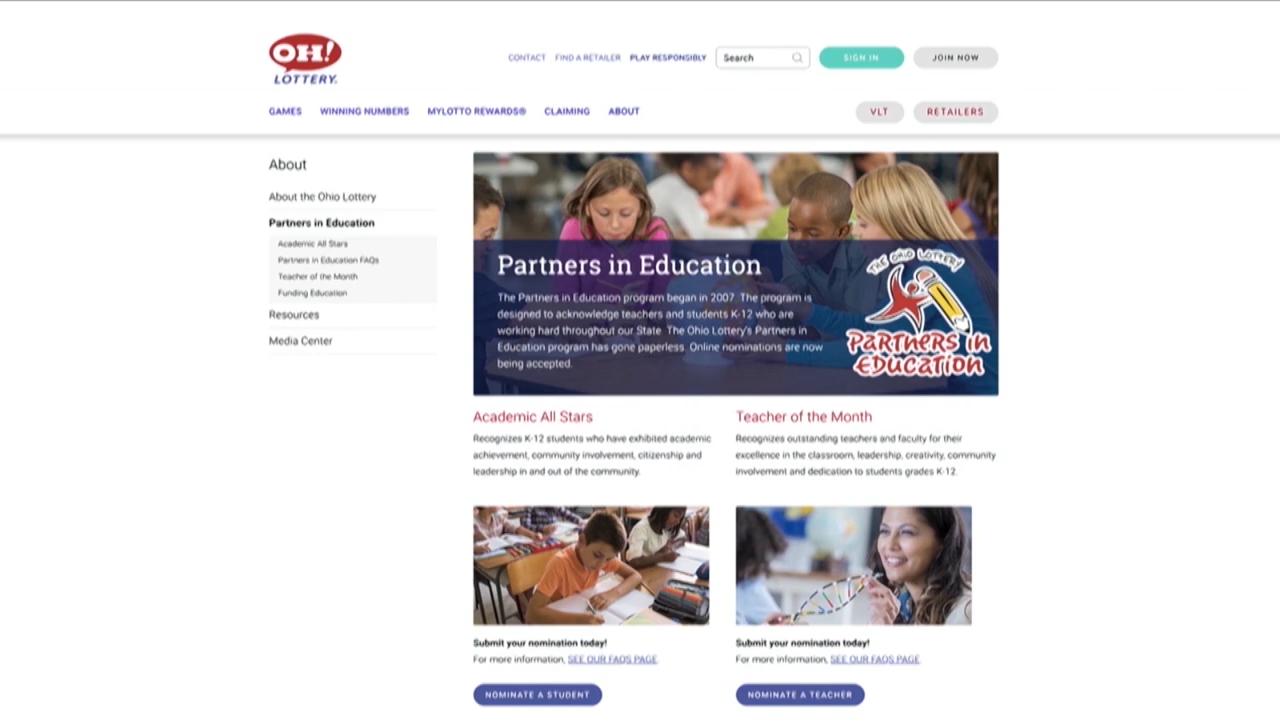 OH!
LOTTERY.
CONTACT FIND A RETAILER PLAY RESPONSIBLY Search SIGN IN JOIN NOW
GAMES WINNING NUMBERS MYLOTTO REWARDS® CLAIMING ABOUT VLT RETAILERS
About
About the Ohio Lottery
Partners in Education
Academic All Stars
Partners in Education FAQs
Teacher of the Month
Funding Education
Resources
Media Center
Partners in Education
The Partners in Education program began in 2007. The program is
designed to acknowledge teachers and students K-12 who are
working hard throughout our State. The Ohio Lottery's Partners in
Education program has gone paperless. Online nominations are now
being accepted.
THE OHIO LOTTERY
PARTNERS in
EDUCATION
Academic All Stars
Recognizes K-12 students who have exhibited academic
achievement, community involvement, citizenship and
leadership in and out of the community.
Submit your nomination today!
For more information, SEE OUR FAQS PAGE.
NOMINATE A STUDENT
Teacher of the Month
Recognizes outstanding teachers and faculty for their
excellence in the classroom, leadership, creativity, community
involvement and dedication to students grades K-12.
Submit your nomination today!
For more information, SEE OUR FAQS PAGE.
NOMINATE A TEACHER